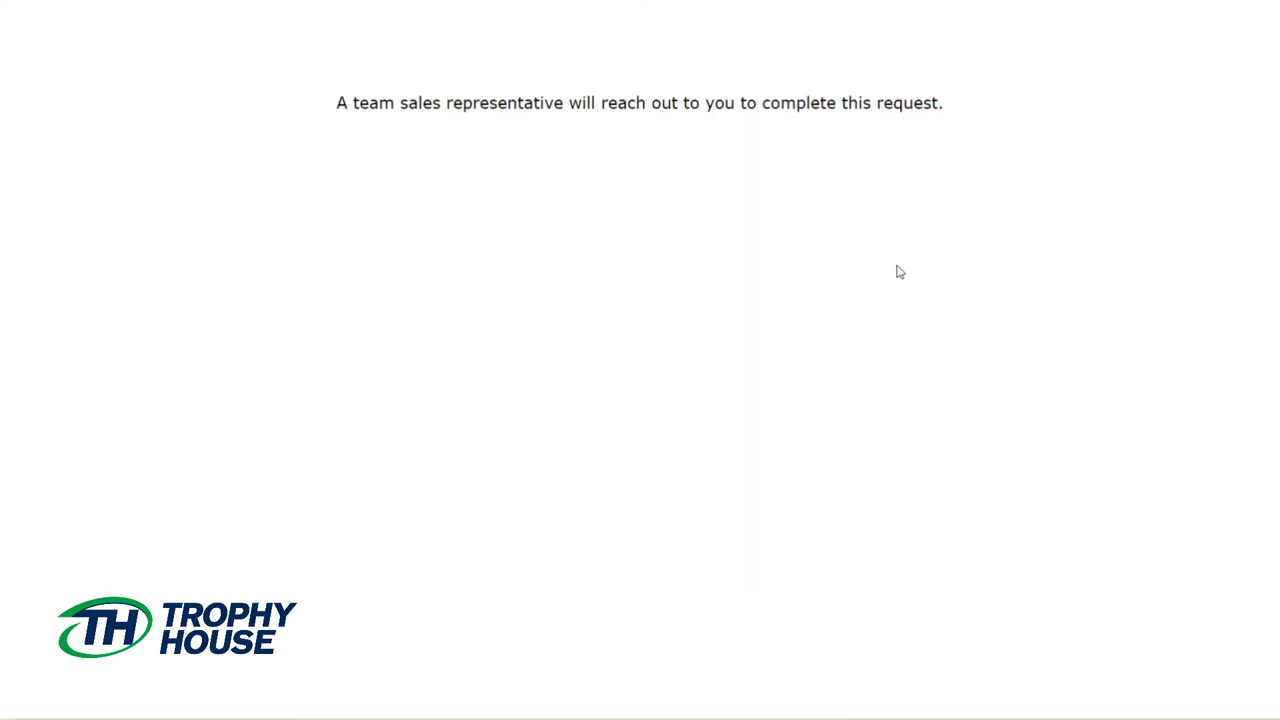 A team sales representative will reach out to you to complete this request.
TH TROPHY
HOUSE